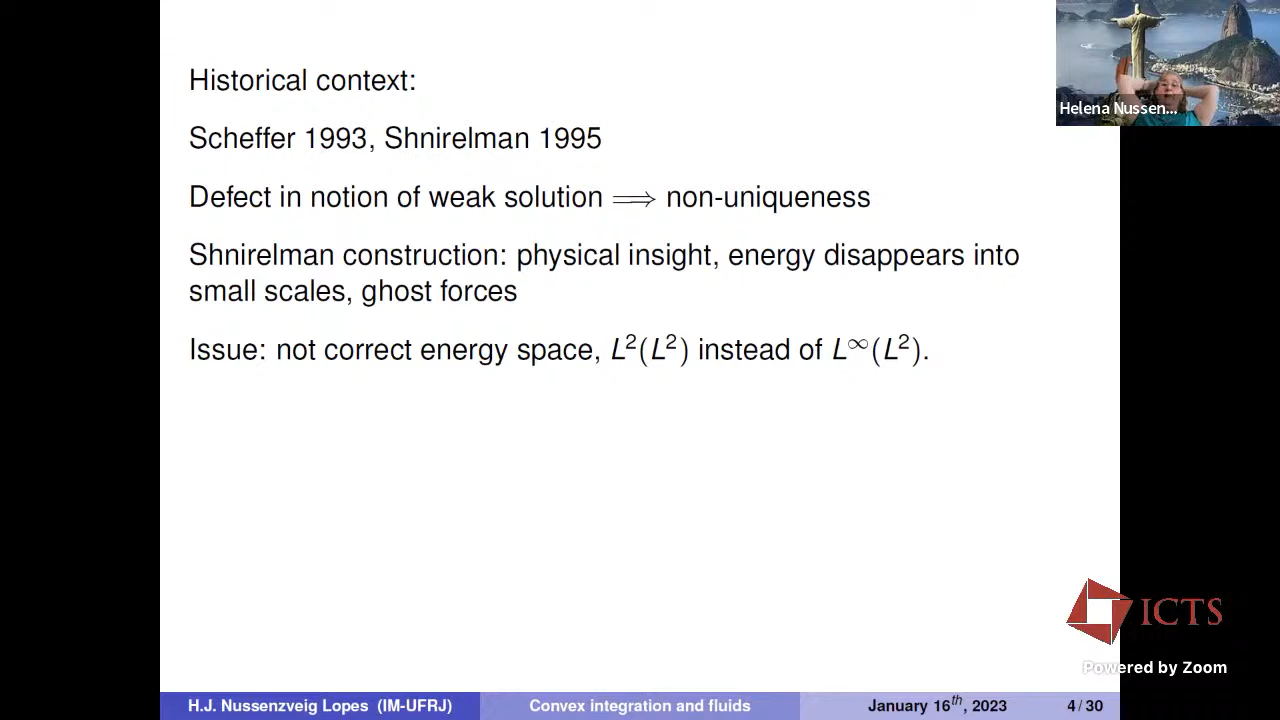 Historical context:
Scheffer 1993, Shnirelman 1995
Defect in notion of weak solution ⟹ non-uniqueness
Shnirelman construction: physical insight, energy disappears into
small scales, ghost forces
Issue: not correct energy space, L²(L²) instead of L^∞(L²).
Helena Nussen...
ICTS
Powered by Zoom
H.J. Nussenzveig Lopes (IM-UFRJ) Convex integration and fluids January 16th, 2023 4 / 30